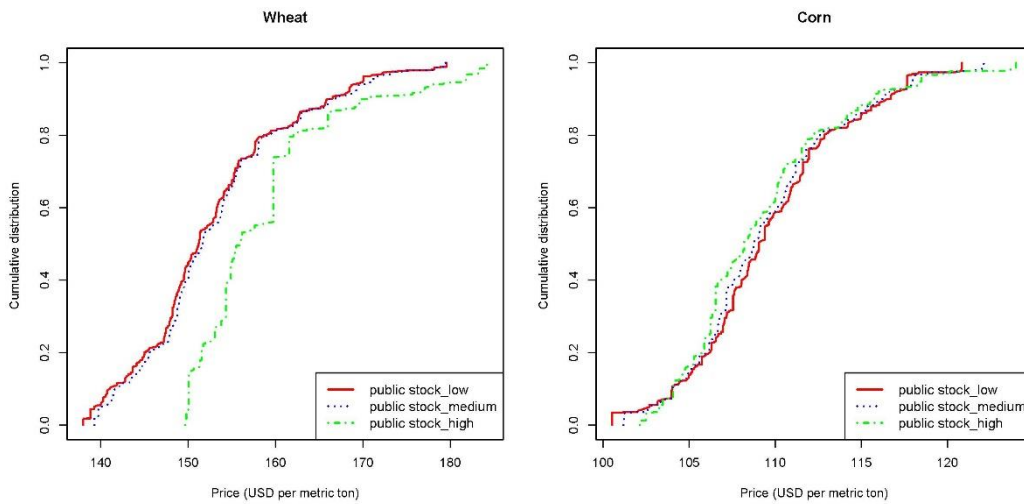 Wheat
Cumulative distribution
1.0
0.8
0.6
0.4
0.2
0.0
public stock_low
public stock_medium
public stock_high
140 150 160 170 180
Price (USD per metric ton)
Corn
Cumulative distribution
1.0
0.8
0.6
0.4
0.2
0.0
public stock_low
public stock_medium
public stock_high
100 105 110 115 120
Price (USD per metric ton)